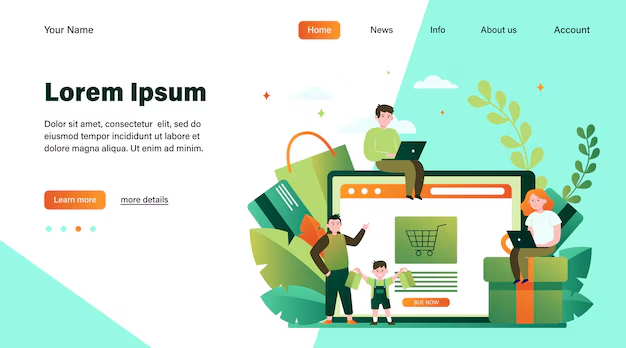 Your Name
Home
News
Info
About us
Account
Lorem Ipsum
Dolor sit amet, consectetur elit, sed do
eiusmod tempor incididunt ut labore et
dolore magna aliqua. Ut enim ad minim.
Learn more
more details
BUY NOW